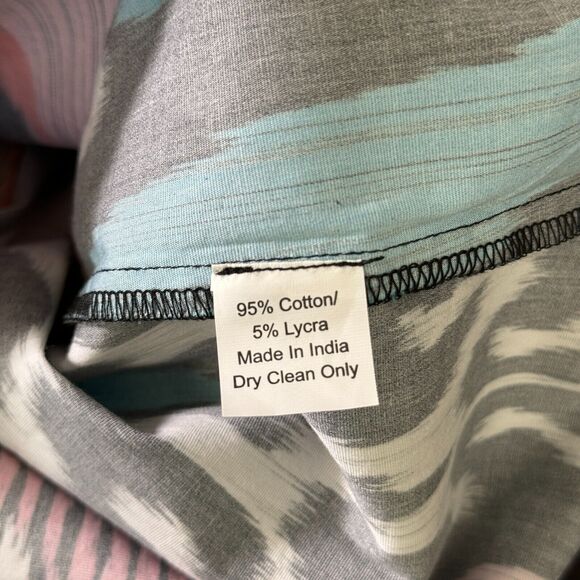 95% Cotton/
5% Lycra
Made In India
Dry Clean Only